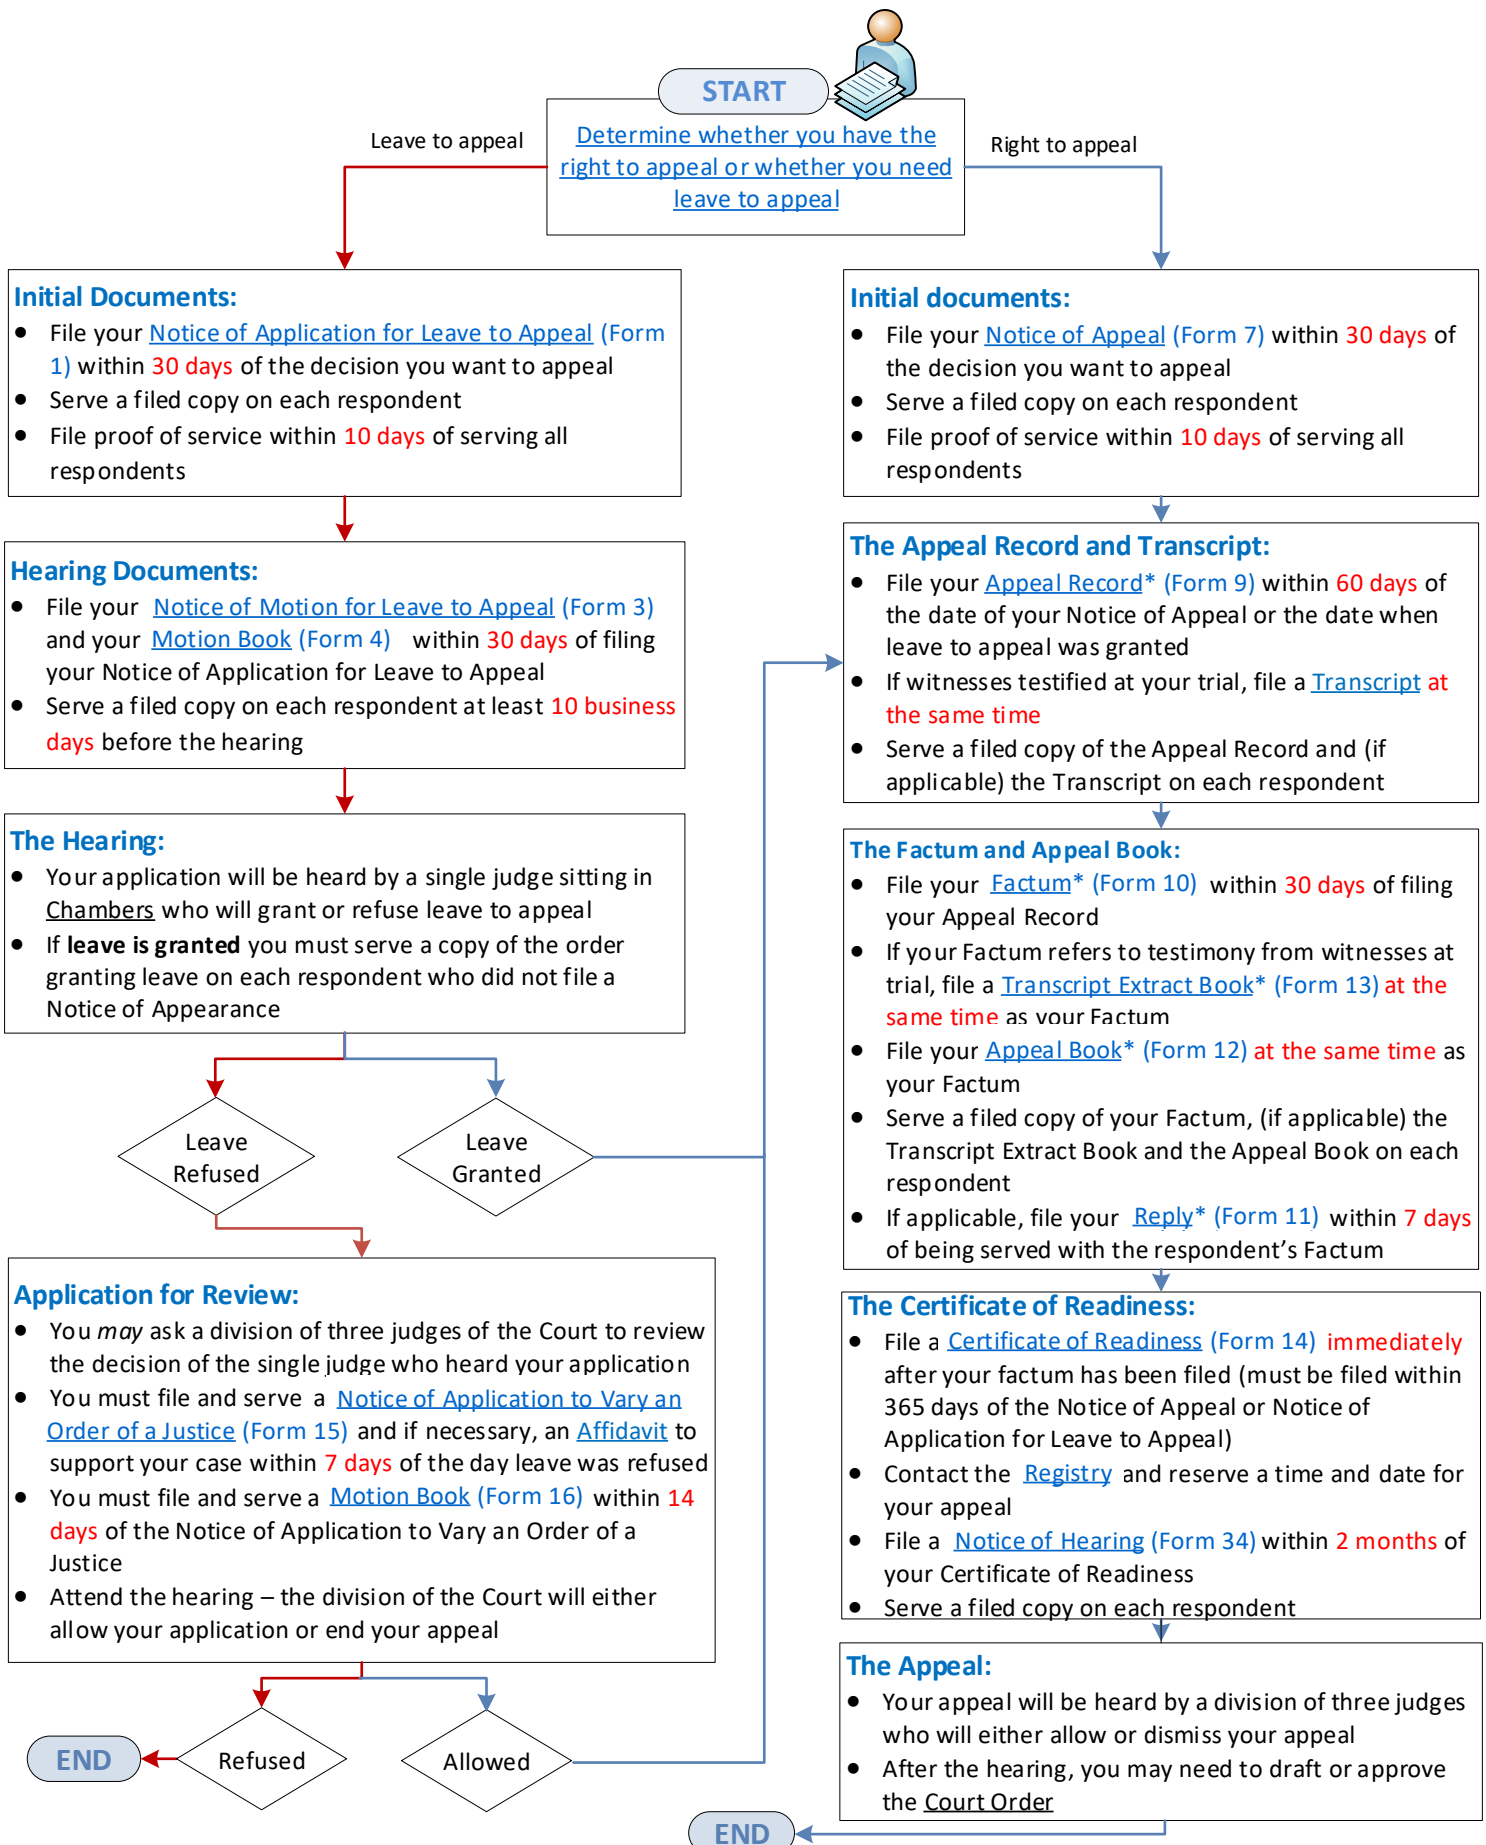 START
Determine whether you have the
right to appeal or whether you need
leave to appeal
Leave to appeal
Right to appeal
Initial Documents:
● File your Notice of Application for Leave to Appeal (Form
1) within 30 days of the decision you want to appeal
● Serve a filed copy on each respondent
● File proof of service within 10 days of serving all
respondents
Hearing Documents:
● File your Notice of Motion for Leave to Appeal (Form 3)
and your Motion Book (Form 4) within 30 days of filing
your Notice of Application for Leave to Appeal
● Serve a filed copy on each respondent at least 10 business
days before the hearing
The Hearing:
● Your application will be heard by a single judge sitting in
Chambers who will grant or refuse leave to appeal
● If leave is granted you must serve a copy of the order
granting leave on each respondent who did not file a
Notice of Appearance
Leave
Refused
Leave
Granted
Application for Review:
● You may ask a division of three judges of the Court to review
the decision of the single judge who heard your application
● You must file and serve a Notice of Application to Vary an
Order of a Justice (Form 15) and if necessary, an Affidavit to
support your case within 7 days of the day leave was refused
● You must file and serve a Motion Book (Form 16) within 14
days of the Notice of Application to Vary an Order of a
Justice
● Attend the hearing – the division of the Court will either
allow your application or end your appeal
Refused
Allowed
END
Initial documents:
● File your Notice of Appeal (Form 7) within 30 days of
the decision you want to appeal
● Serve a filed copy on each respondent
● File proof of service within 10 days of serving all
respondents
The Appeal Record and Transcript:
● File your Appeal Record* (Form 9) within 60 days of
the date of your Notice of Appeal or the date when
leave to appeal was granted
● If witnesses testified at your trial, file a Transcript at
the same time
● Serve a filed copy of the Appeal Record and (if
applicable) the Transcript on each respondent
The Factum and Appeal Book:
● File your Factum* (Form 10) within 30 days of filing
your Appeal Record
● If your Factum refers to testimony from witnesses at
trial, file a Transcript Extract Book* (Form 13) at the
same time as your Factum
● File your Appeal Book* (Form 12) at the same time as
your Factum
● Serve a filed copy of your Factum, (if applicable) the
Transcript Extract Book and the Appeal Book on each
respondent
● If applicable, file your Reply* (Form 11) within 7 days
of being served with the respondent’s Factum
The Certificate of Readiness:
● File a Certificate of Readiness (Form 14) immediately
after your factum has been filed (must be filed within
365 days of the Notice of Appeal or Notice of
Application for Leave to Appeal)
● Contact the Registry and reserve a time and date for
your appeal
● File a Notice of Hearing (Form 34) within 2 months of
your Certificate of Readiness
● Serve a filed copy on each respondent
The Appeal:
● Your appeal will be heard by a division of three judges
who will either allow or dismiss your appeal
● After the hearing, you may need to draft or approve
the Court Order
END